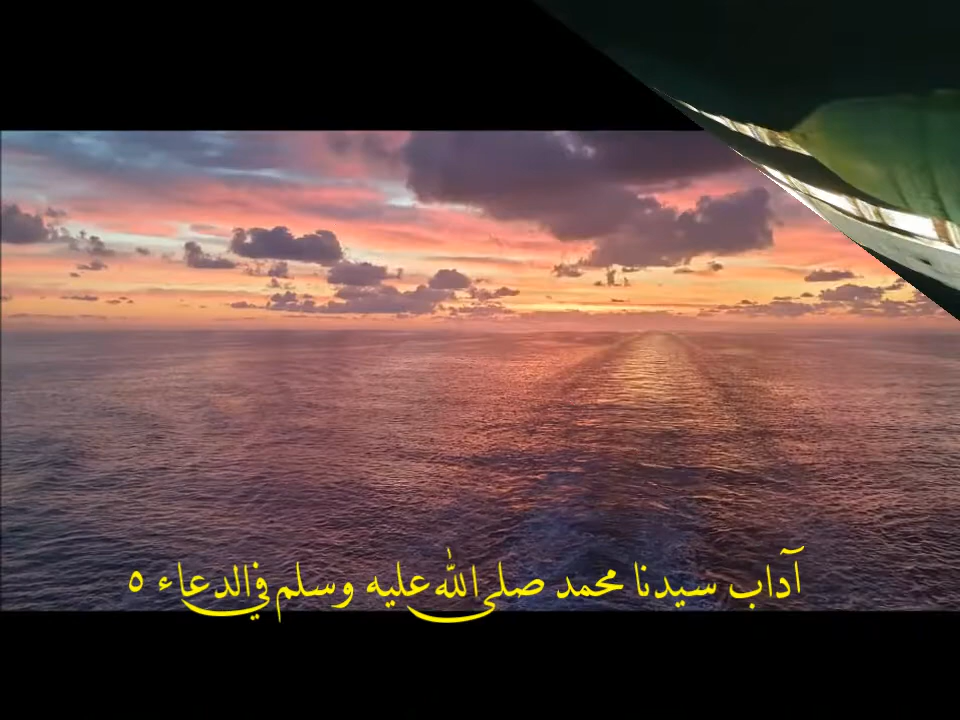 آداب سيدنا محمد صلى الله عليه وسلم في الدعاء ٥